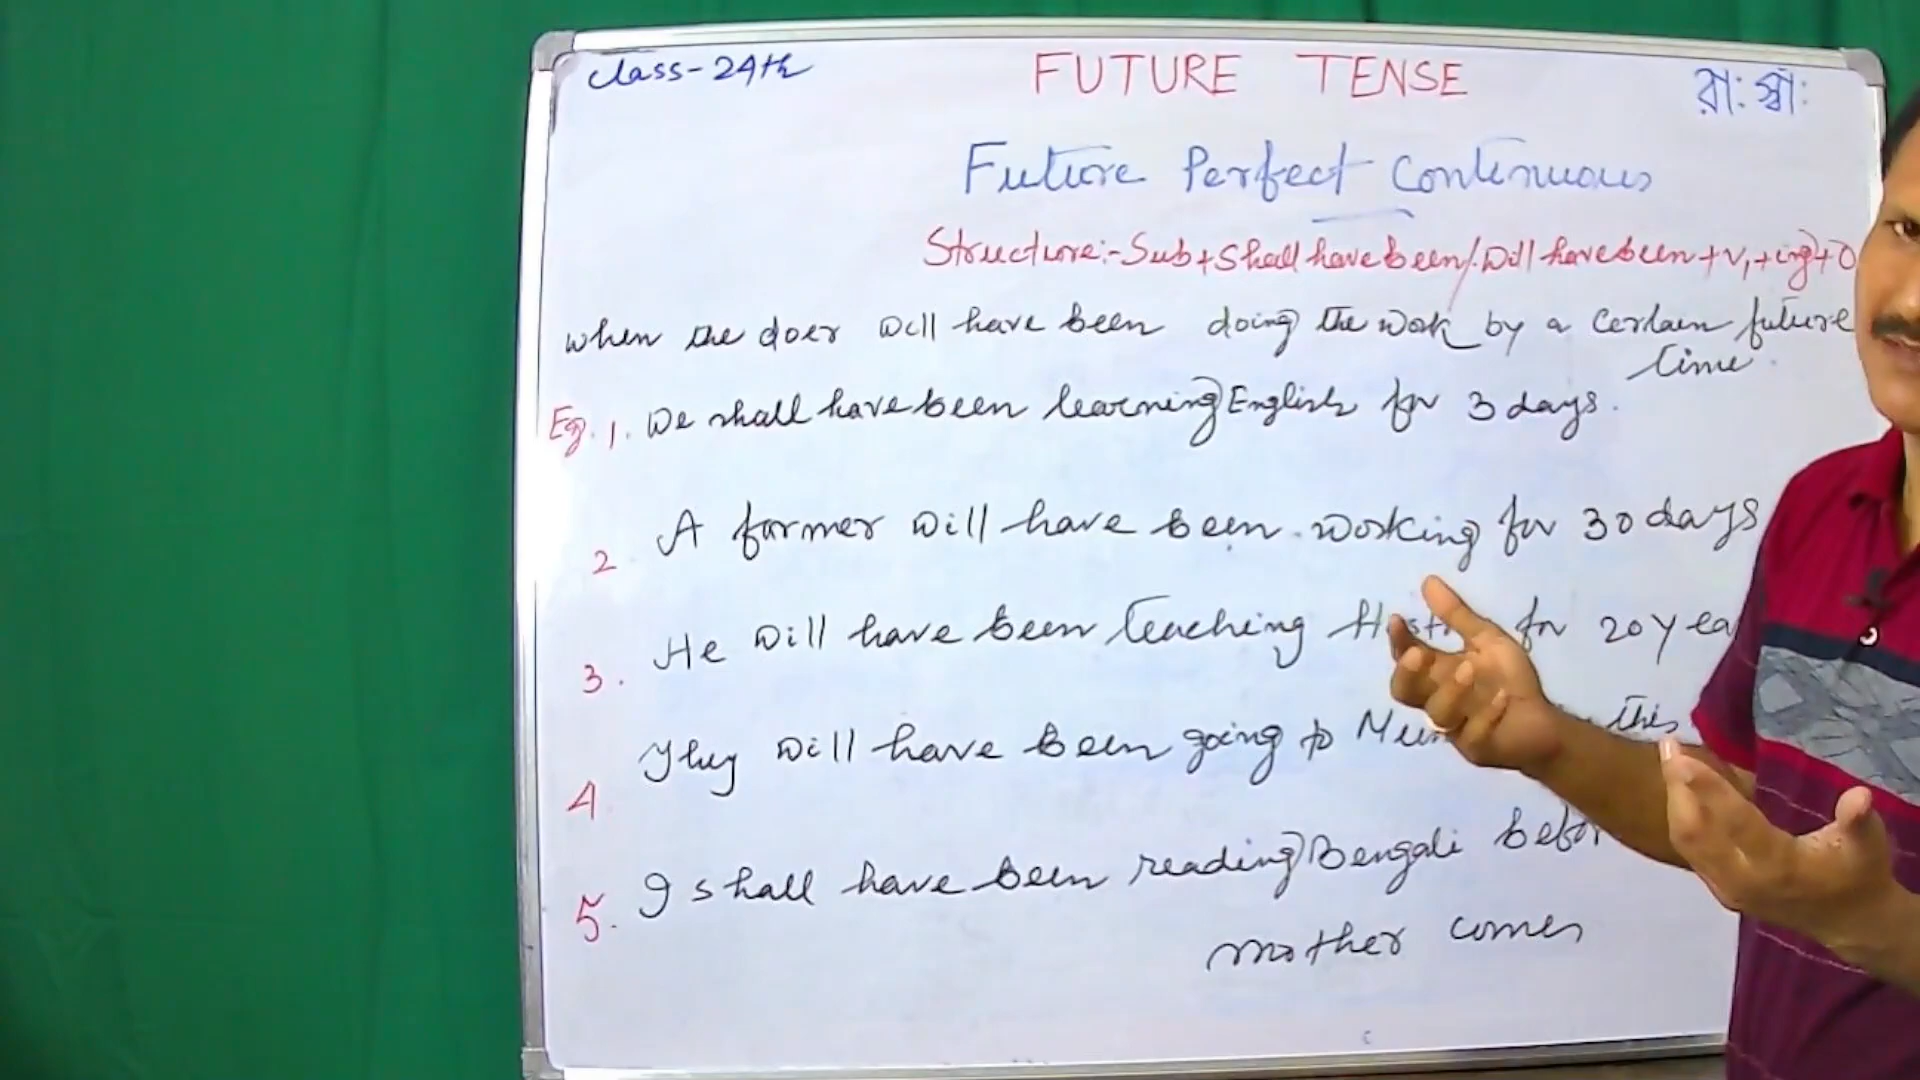 Class-24th
FUTURE TENSE
রাঃ স্বাঃ
Future Perfect Continuous
Structure:-Sub+Shall have been/Will have been+V1+ing+O
When the doer will have been doing the work by a certain future
time.
Eg. 1. We shall have been learning English for 3 days.
2. A farmer will have been working for 30 days
3. He will have been teaching for 20
4. They will have been going to this
5. I shall have been reading Bengali
mother comes